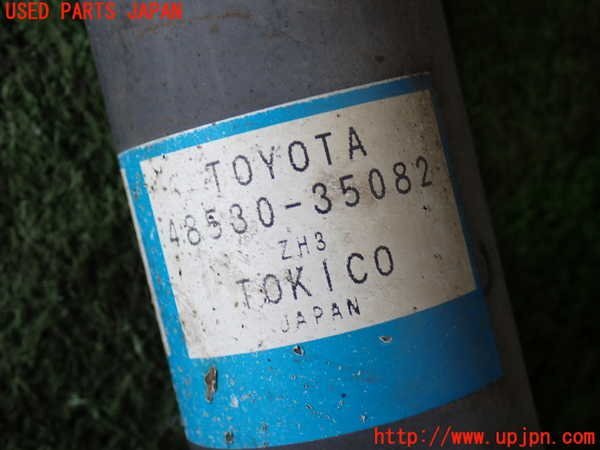 USED PARTS JAPAN
TOYOTA
48530-35082
ZH3
TOKICO
JAPAN
http://www.upjpn.com/